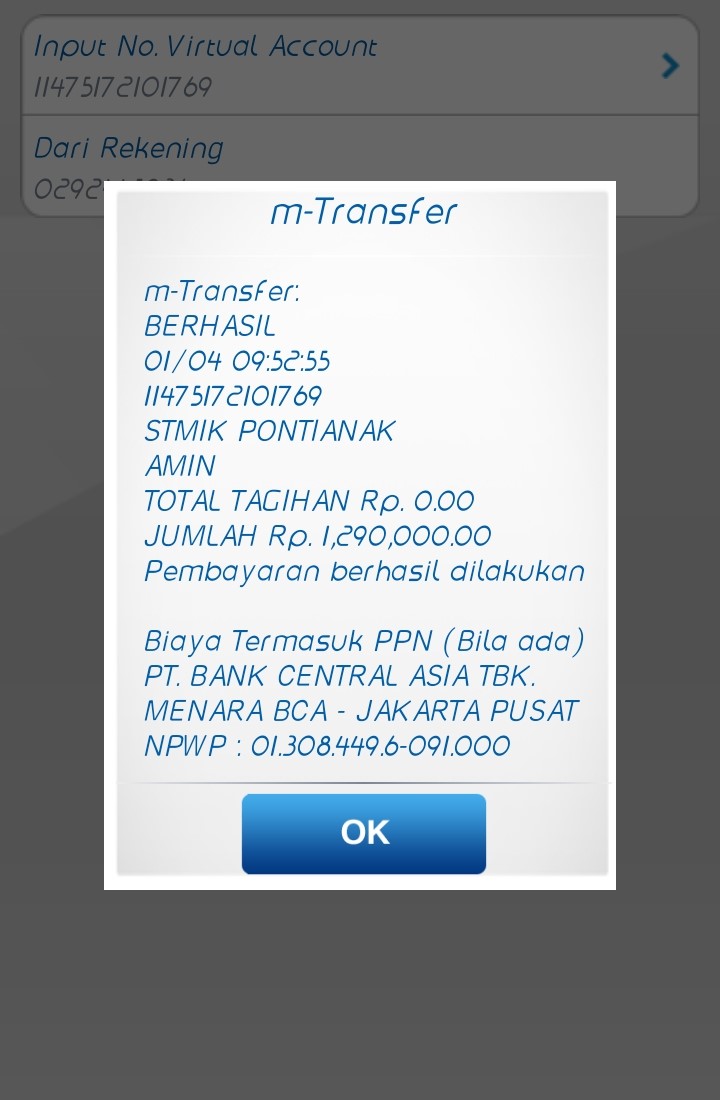 Input No. Virtual Account
11475172101769
Dari Rekening
m-Transfer
m-Transfer:
BERHASIL
01/04 09:52:55
11475172101769
STMIK PONTIANAK
AMIN
TOTAL TAGIHAN Rp. 0.00
JUMLAH Rp. 1,290,000.00
Pembayaran berhasil dilakukan
Biaya Termasuk PPN (Bila ada)
PT. BANK CENTRAL ASIA TBK.
MENARA BCA - JAKARTA PUSAT
NPWP : 01.308.449.6-091.000
OK